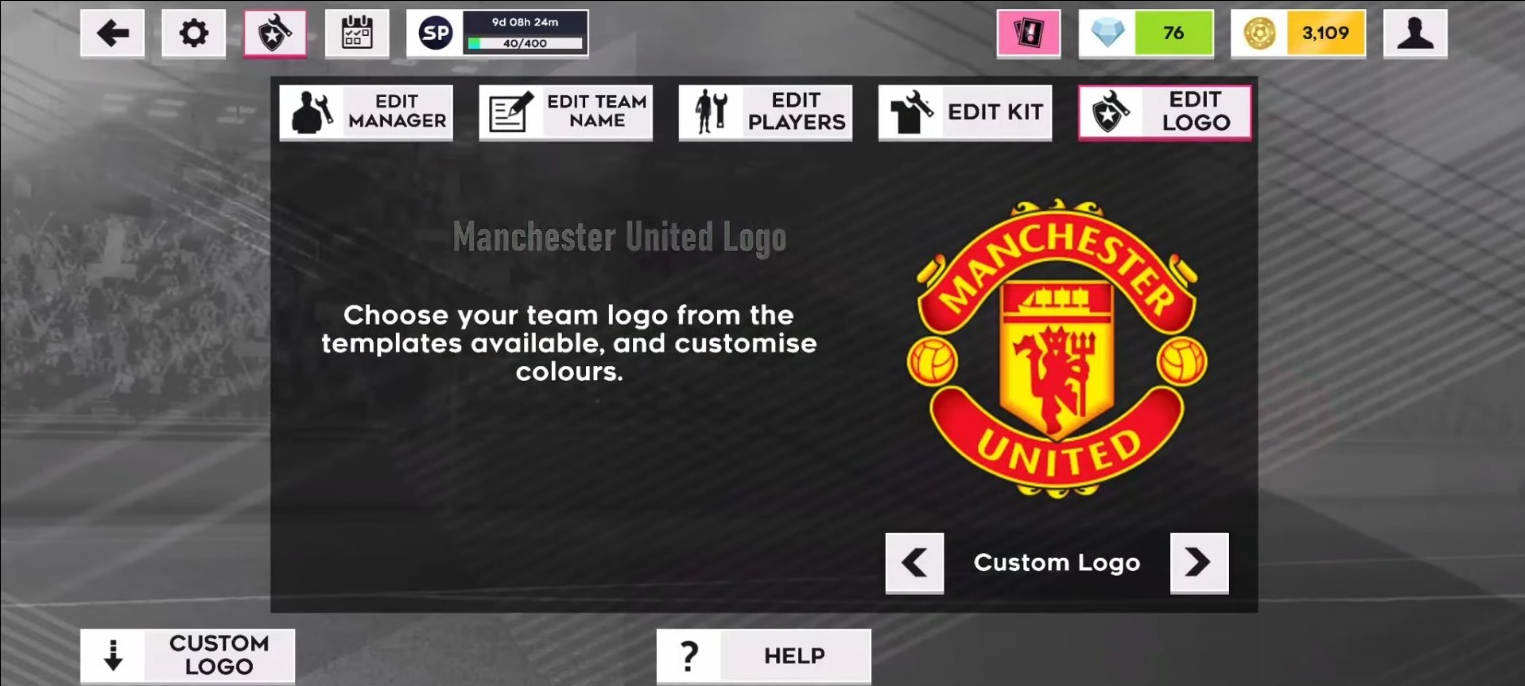 SP
9d 08h 24m
40/400
76
3,109
EDIT
MANAGER
EDIT TEAM
NAME
EDIT
PLAYERS
EDIT KIT
EDIT
LOGO
Manchester United Logo
Choose your team logo from the
templates available, and customise
colours.
MANCHESTER
UNITED
Custom Logo
CUSTOM
LOGO
?
HELP